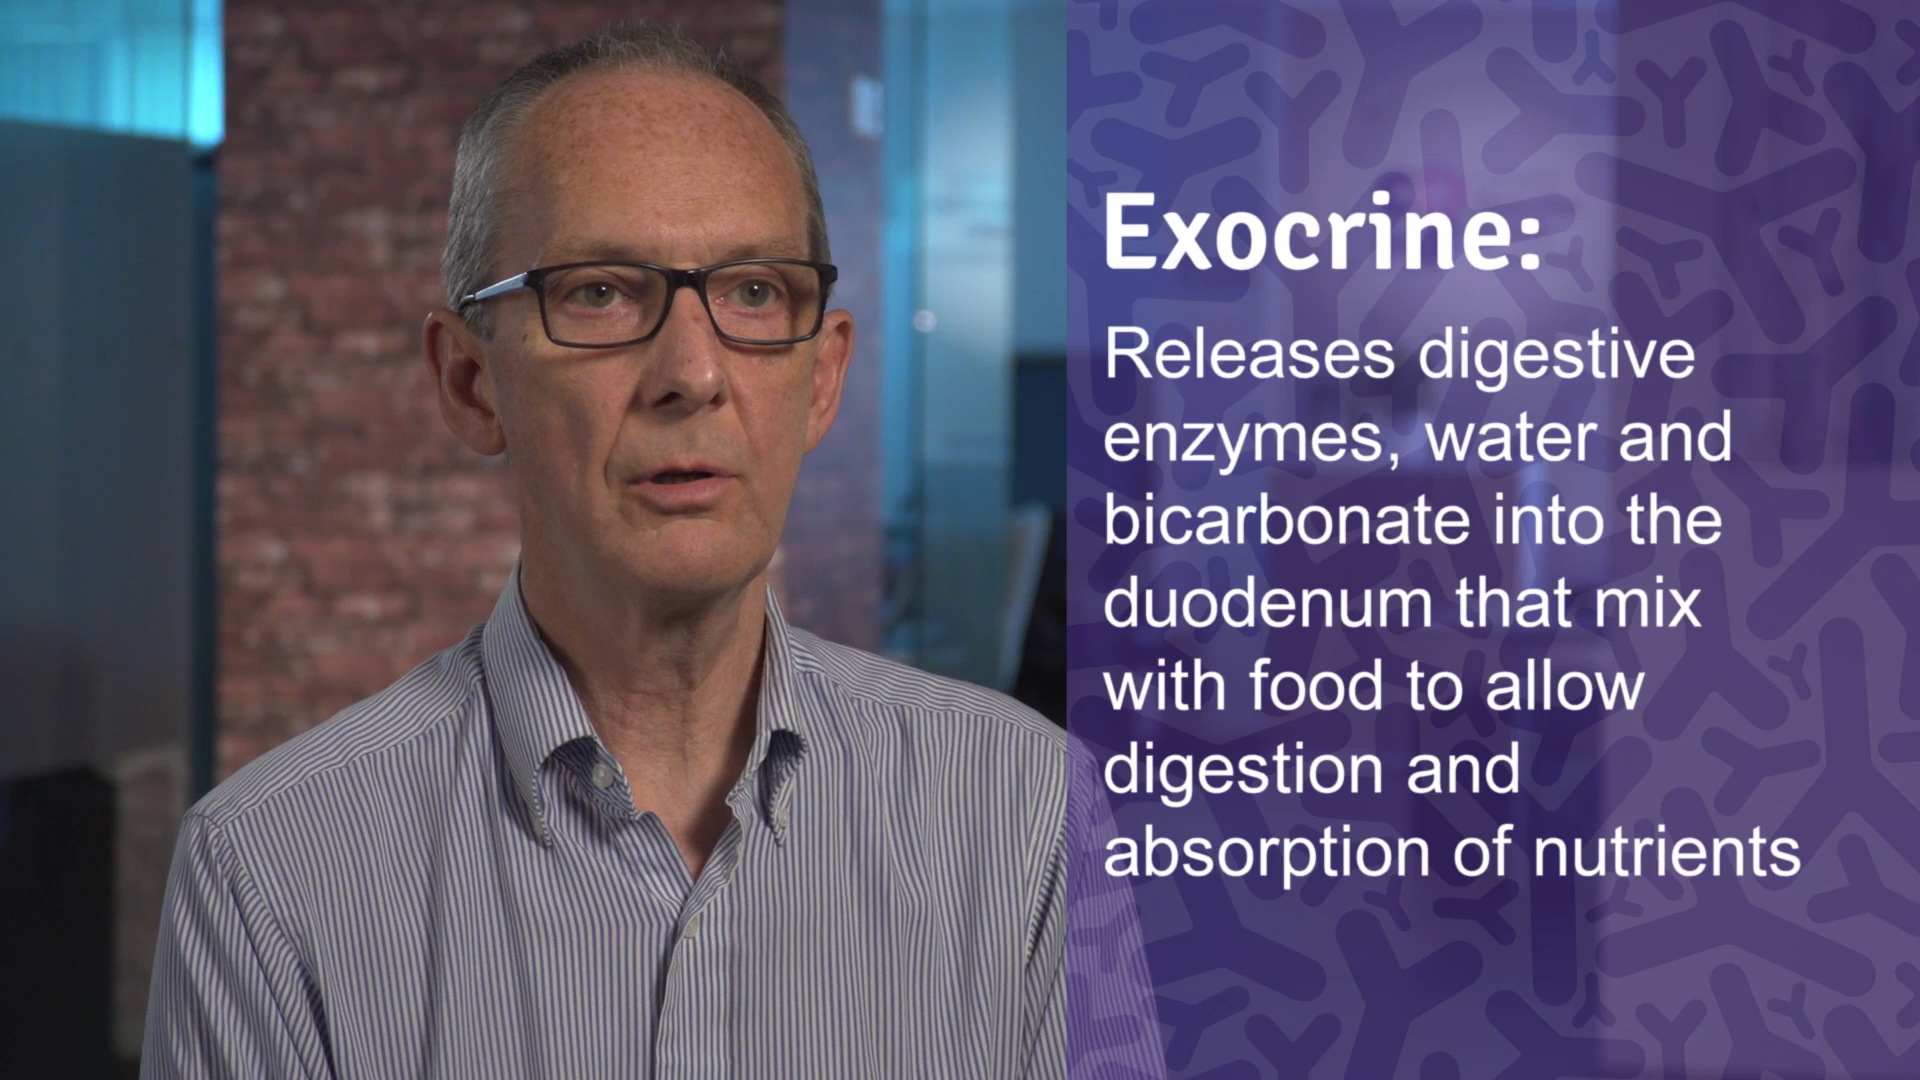 Exocrine:
Releases digestive
enzymes, water and
bicarbonate into the
duodenum that mix
with food to allow
digestion and
absorption of nutrients